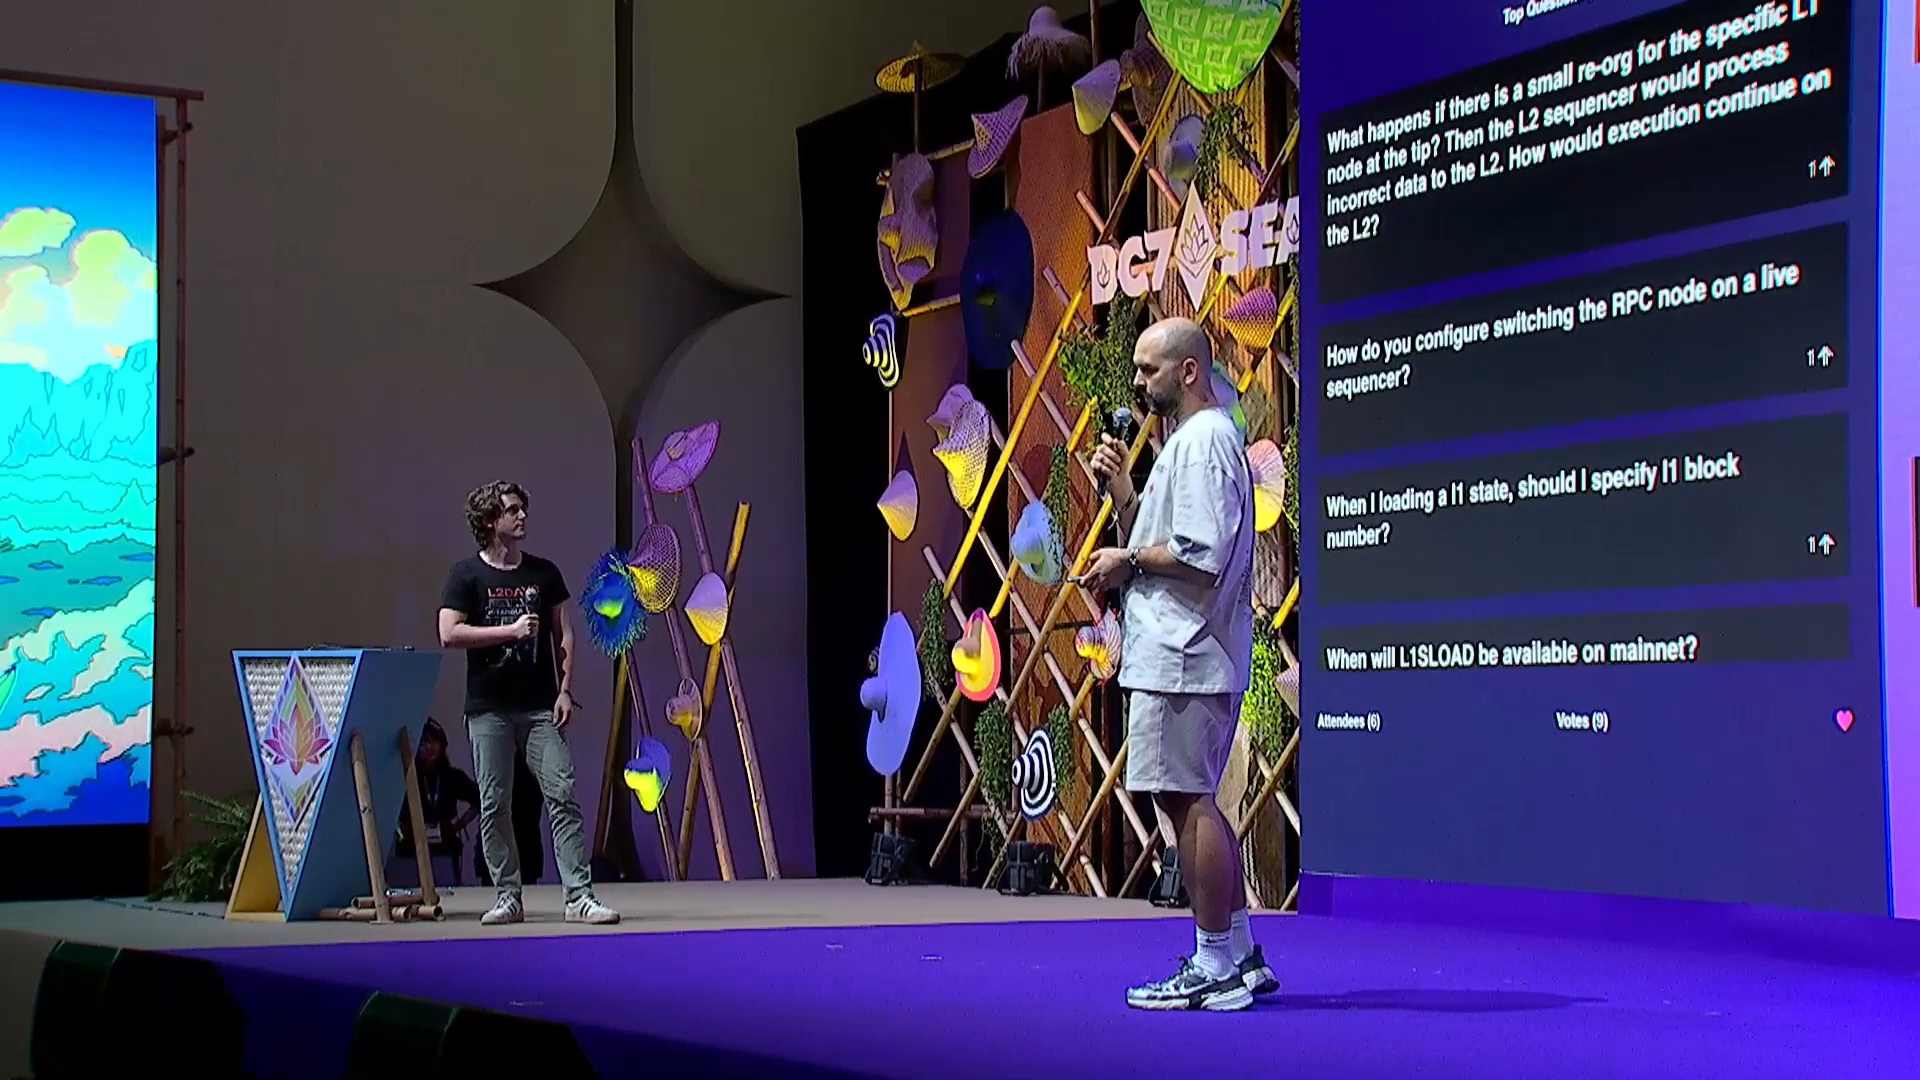 Top Question
What happens if there is a small re-org for the specific L1
node at the tip? Then the L2 sequencer would process
incorrect data to the L2. How would execution continue on
the L2?
1
How do you configure switching the RPC node on a live
sequencer?
1
When I loading a l1 state, should I specify l1 block
number?
1
When will L1SLOAD be available on mainnet?
Attendees (6)
Votes (9)
DC7 SEA
L2DAY